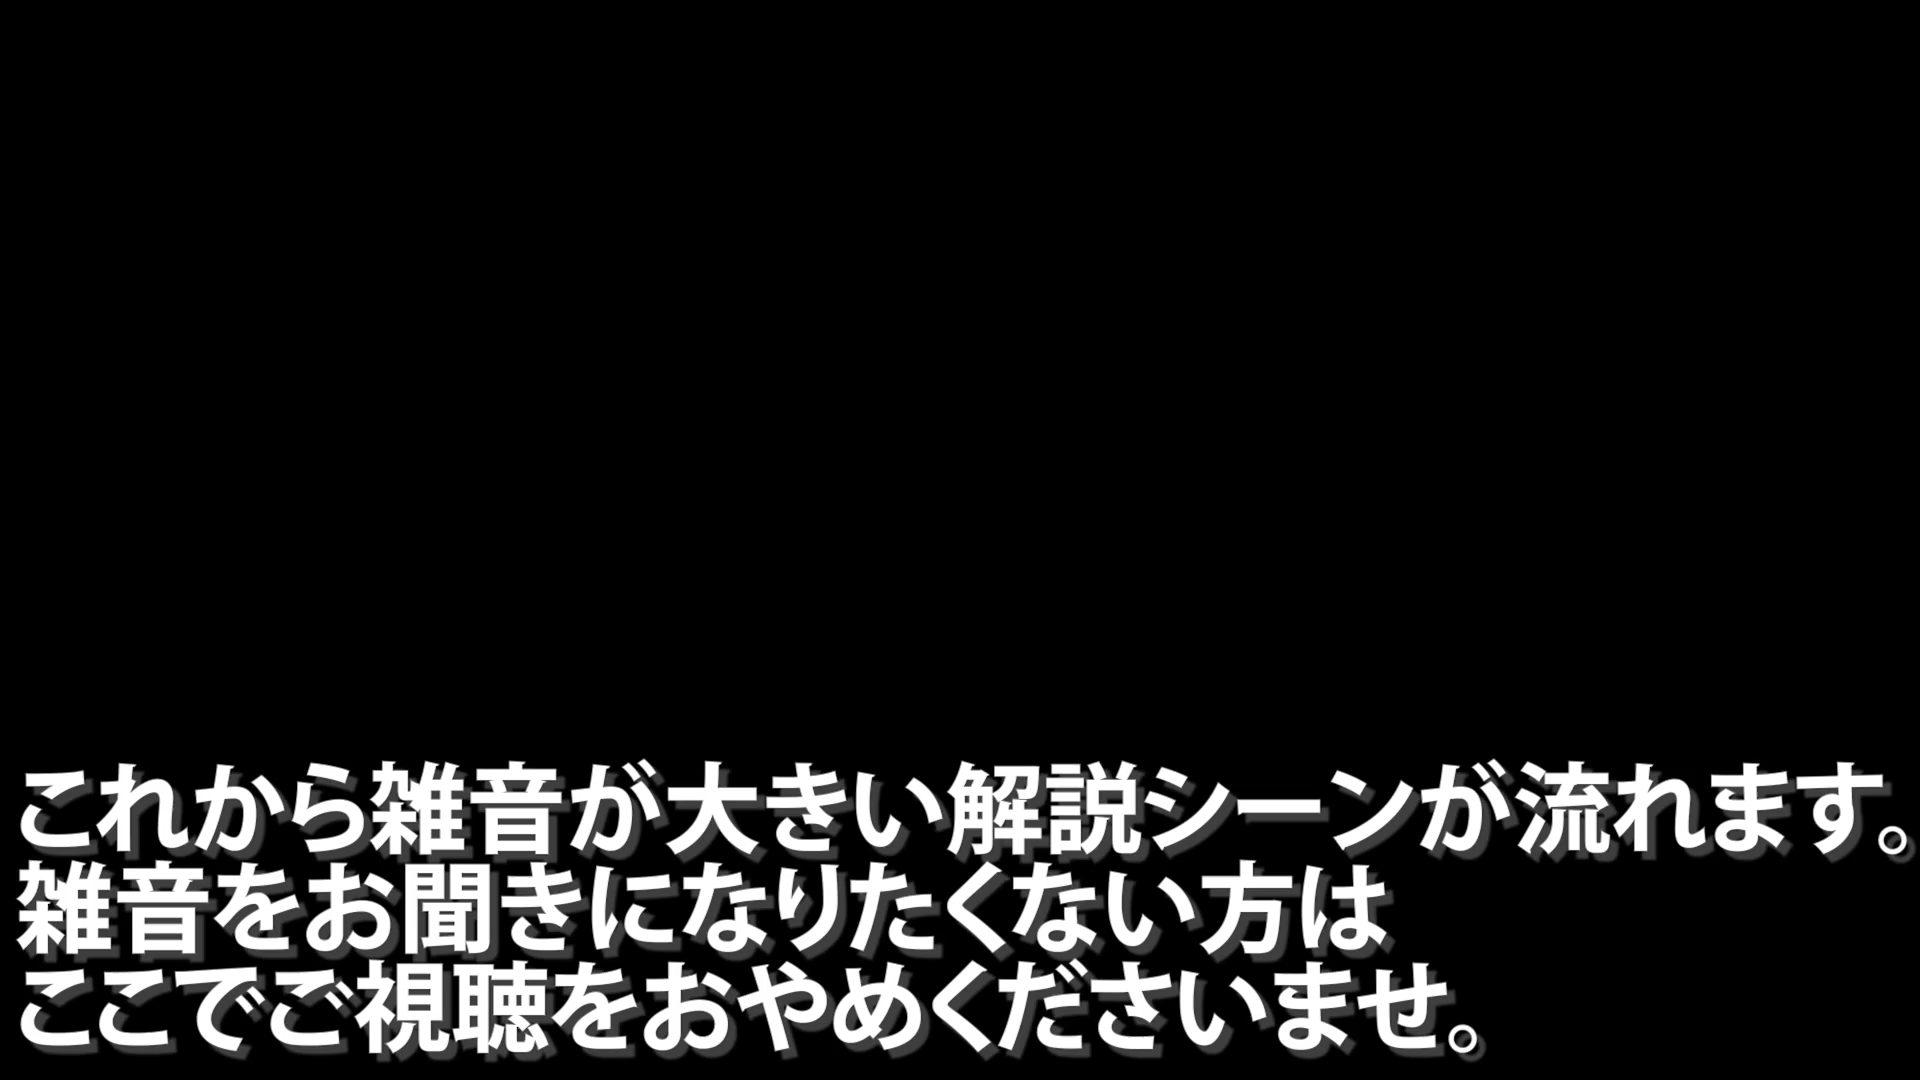 これから雑音が大きい解説シーンが流れます。
雑音をお聞きになりたくない方は
ここでご視聴をおやめくださいませ。